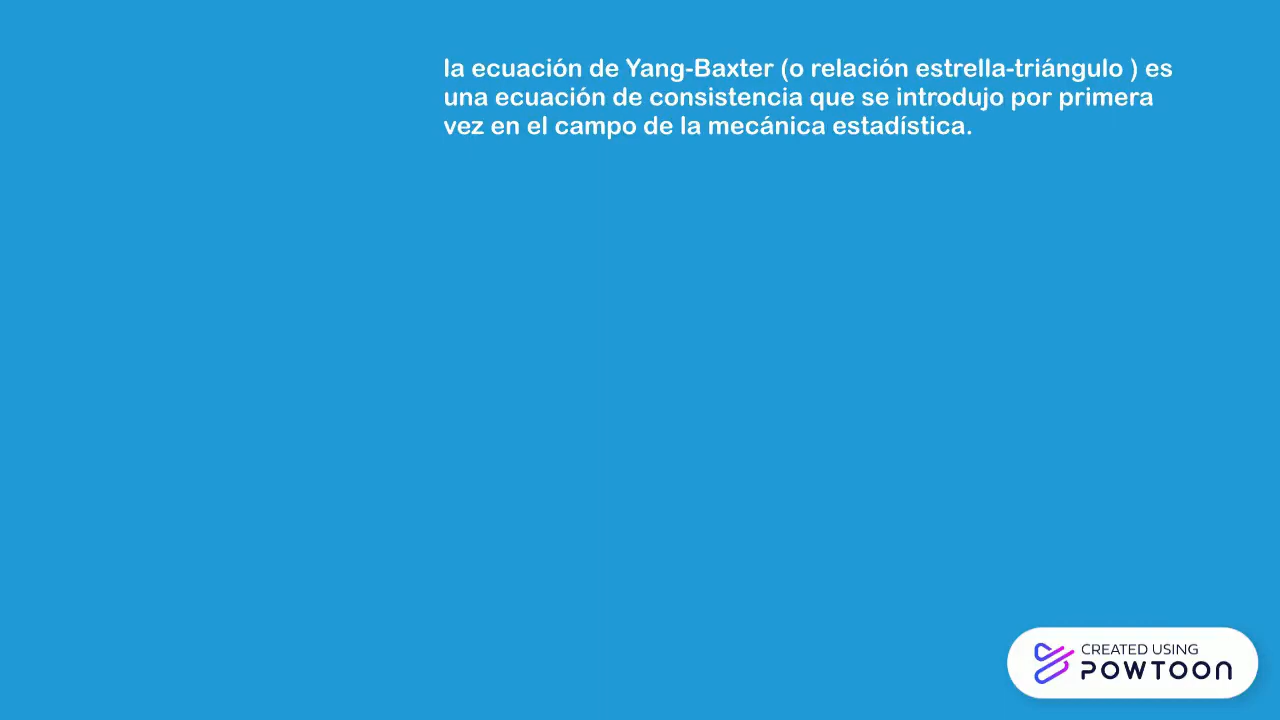 la ecuación de Yang-Baxter (o relación estrella-triángulo ) es
una ecuación de consistencia que se introdujo por primera
vez en el campo de la mecánica estadística.
CREATED USING
POWTOON